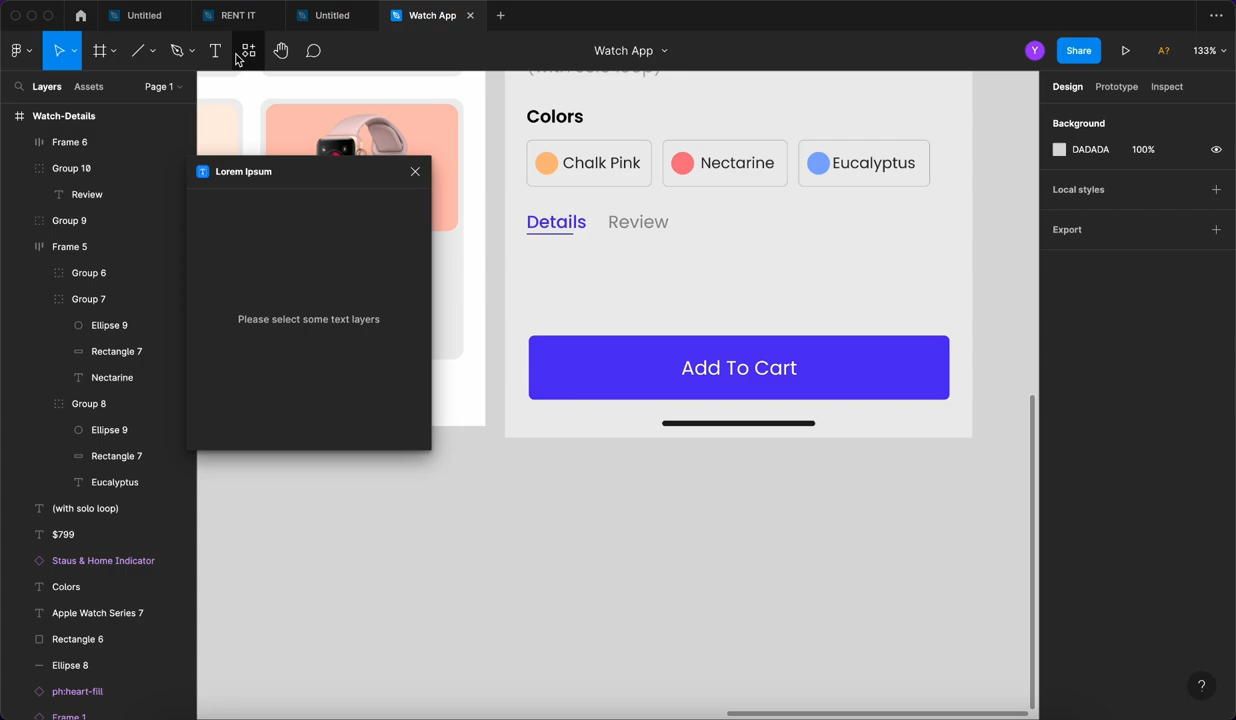 Untitled
RENT IT
Untitled
Watch App
Watch App
Y
Share
A?
133%
Layers
Assets
Page 1
Design
Prototype
Inspect
Watch-Details
Frame 6
Group 10
Review
Group 9
Frame 5
Group 6
Group 7
Ellipse 9
Rectangle 7
Nectarine
Group 8
Ellipse 9
Rectangle 7
Eucalyptus
(with solo loop)
$799
Staus & Home Indicator
Colors
Apple Watch Series 7
Rectangle 6
Ellipse 8
ph:heart-fill
Frame 1
T Lorem Ipsum
Please select some text layers
(with solo loop)
Colors
Chalk Pink
Nectarine
Eucalyptus
Details
Review
Add To Cart
Background
DADADA
100%
Local styles
Export
?